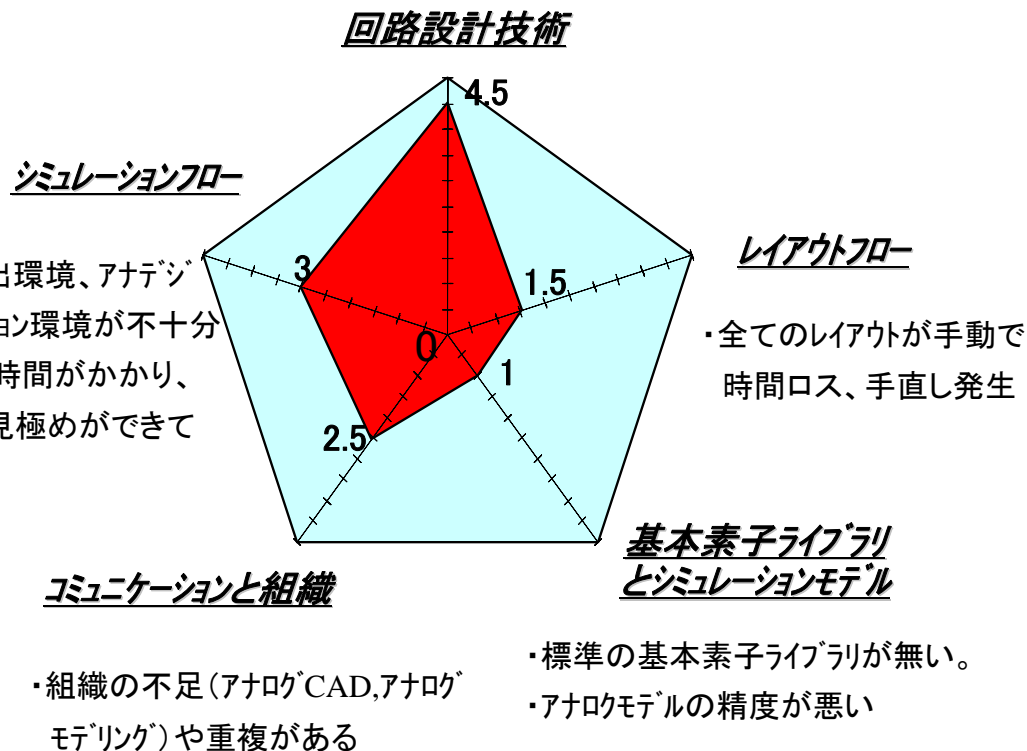 回路設計技術
4.5
シミュレーションフロー
出環境、アナデジ
ョン環境が不十分
時間がかかり、
見極めができて
3
0
1.5
1
2.5
レイアウトフロー
・全てのレイアウトが手動で
時間ロス、手直し発生
基本素子ライブラリ
とシミュレーションモデル
・標準の基本素子ライブラリが無い。
・アナロクモデルの精度が悪い
コミュニケーションと組織
・組織の不足(アナログCAD,アナログ
モデリング)や重複がある